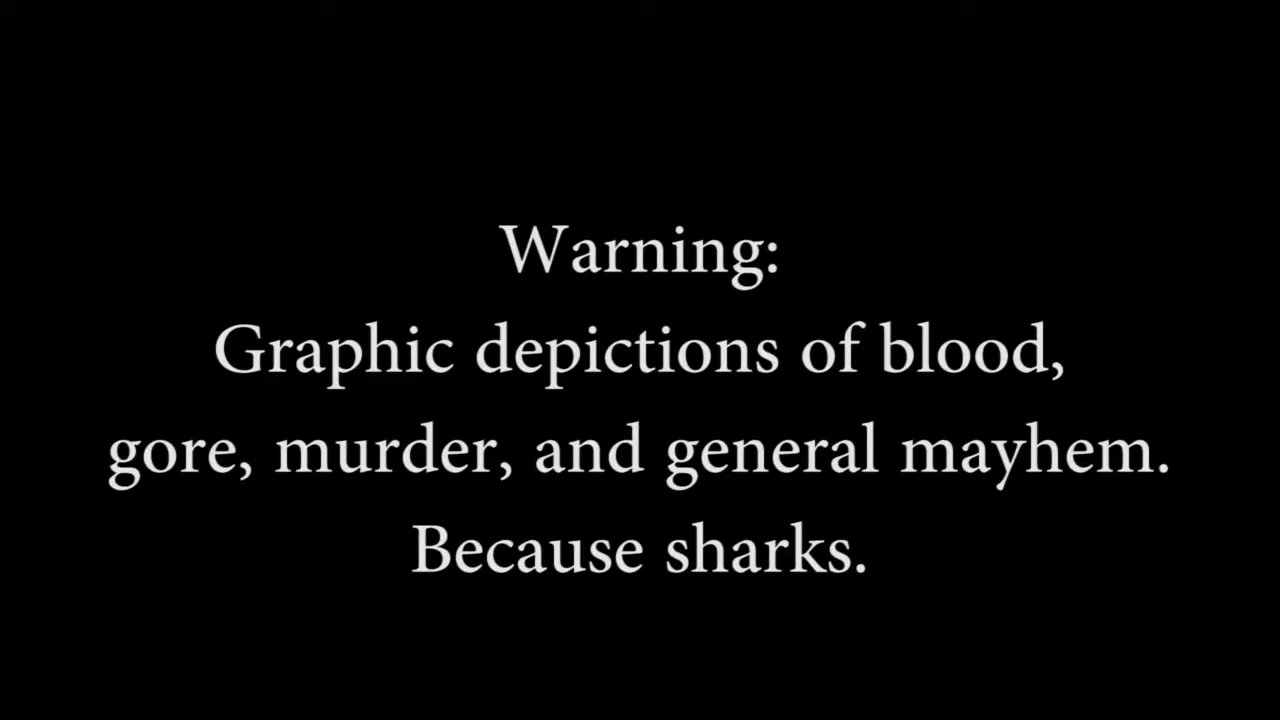 Warning:
Graphic depictions of blood,
gore, murder, and general mayhem.
Because sharks.